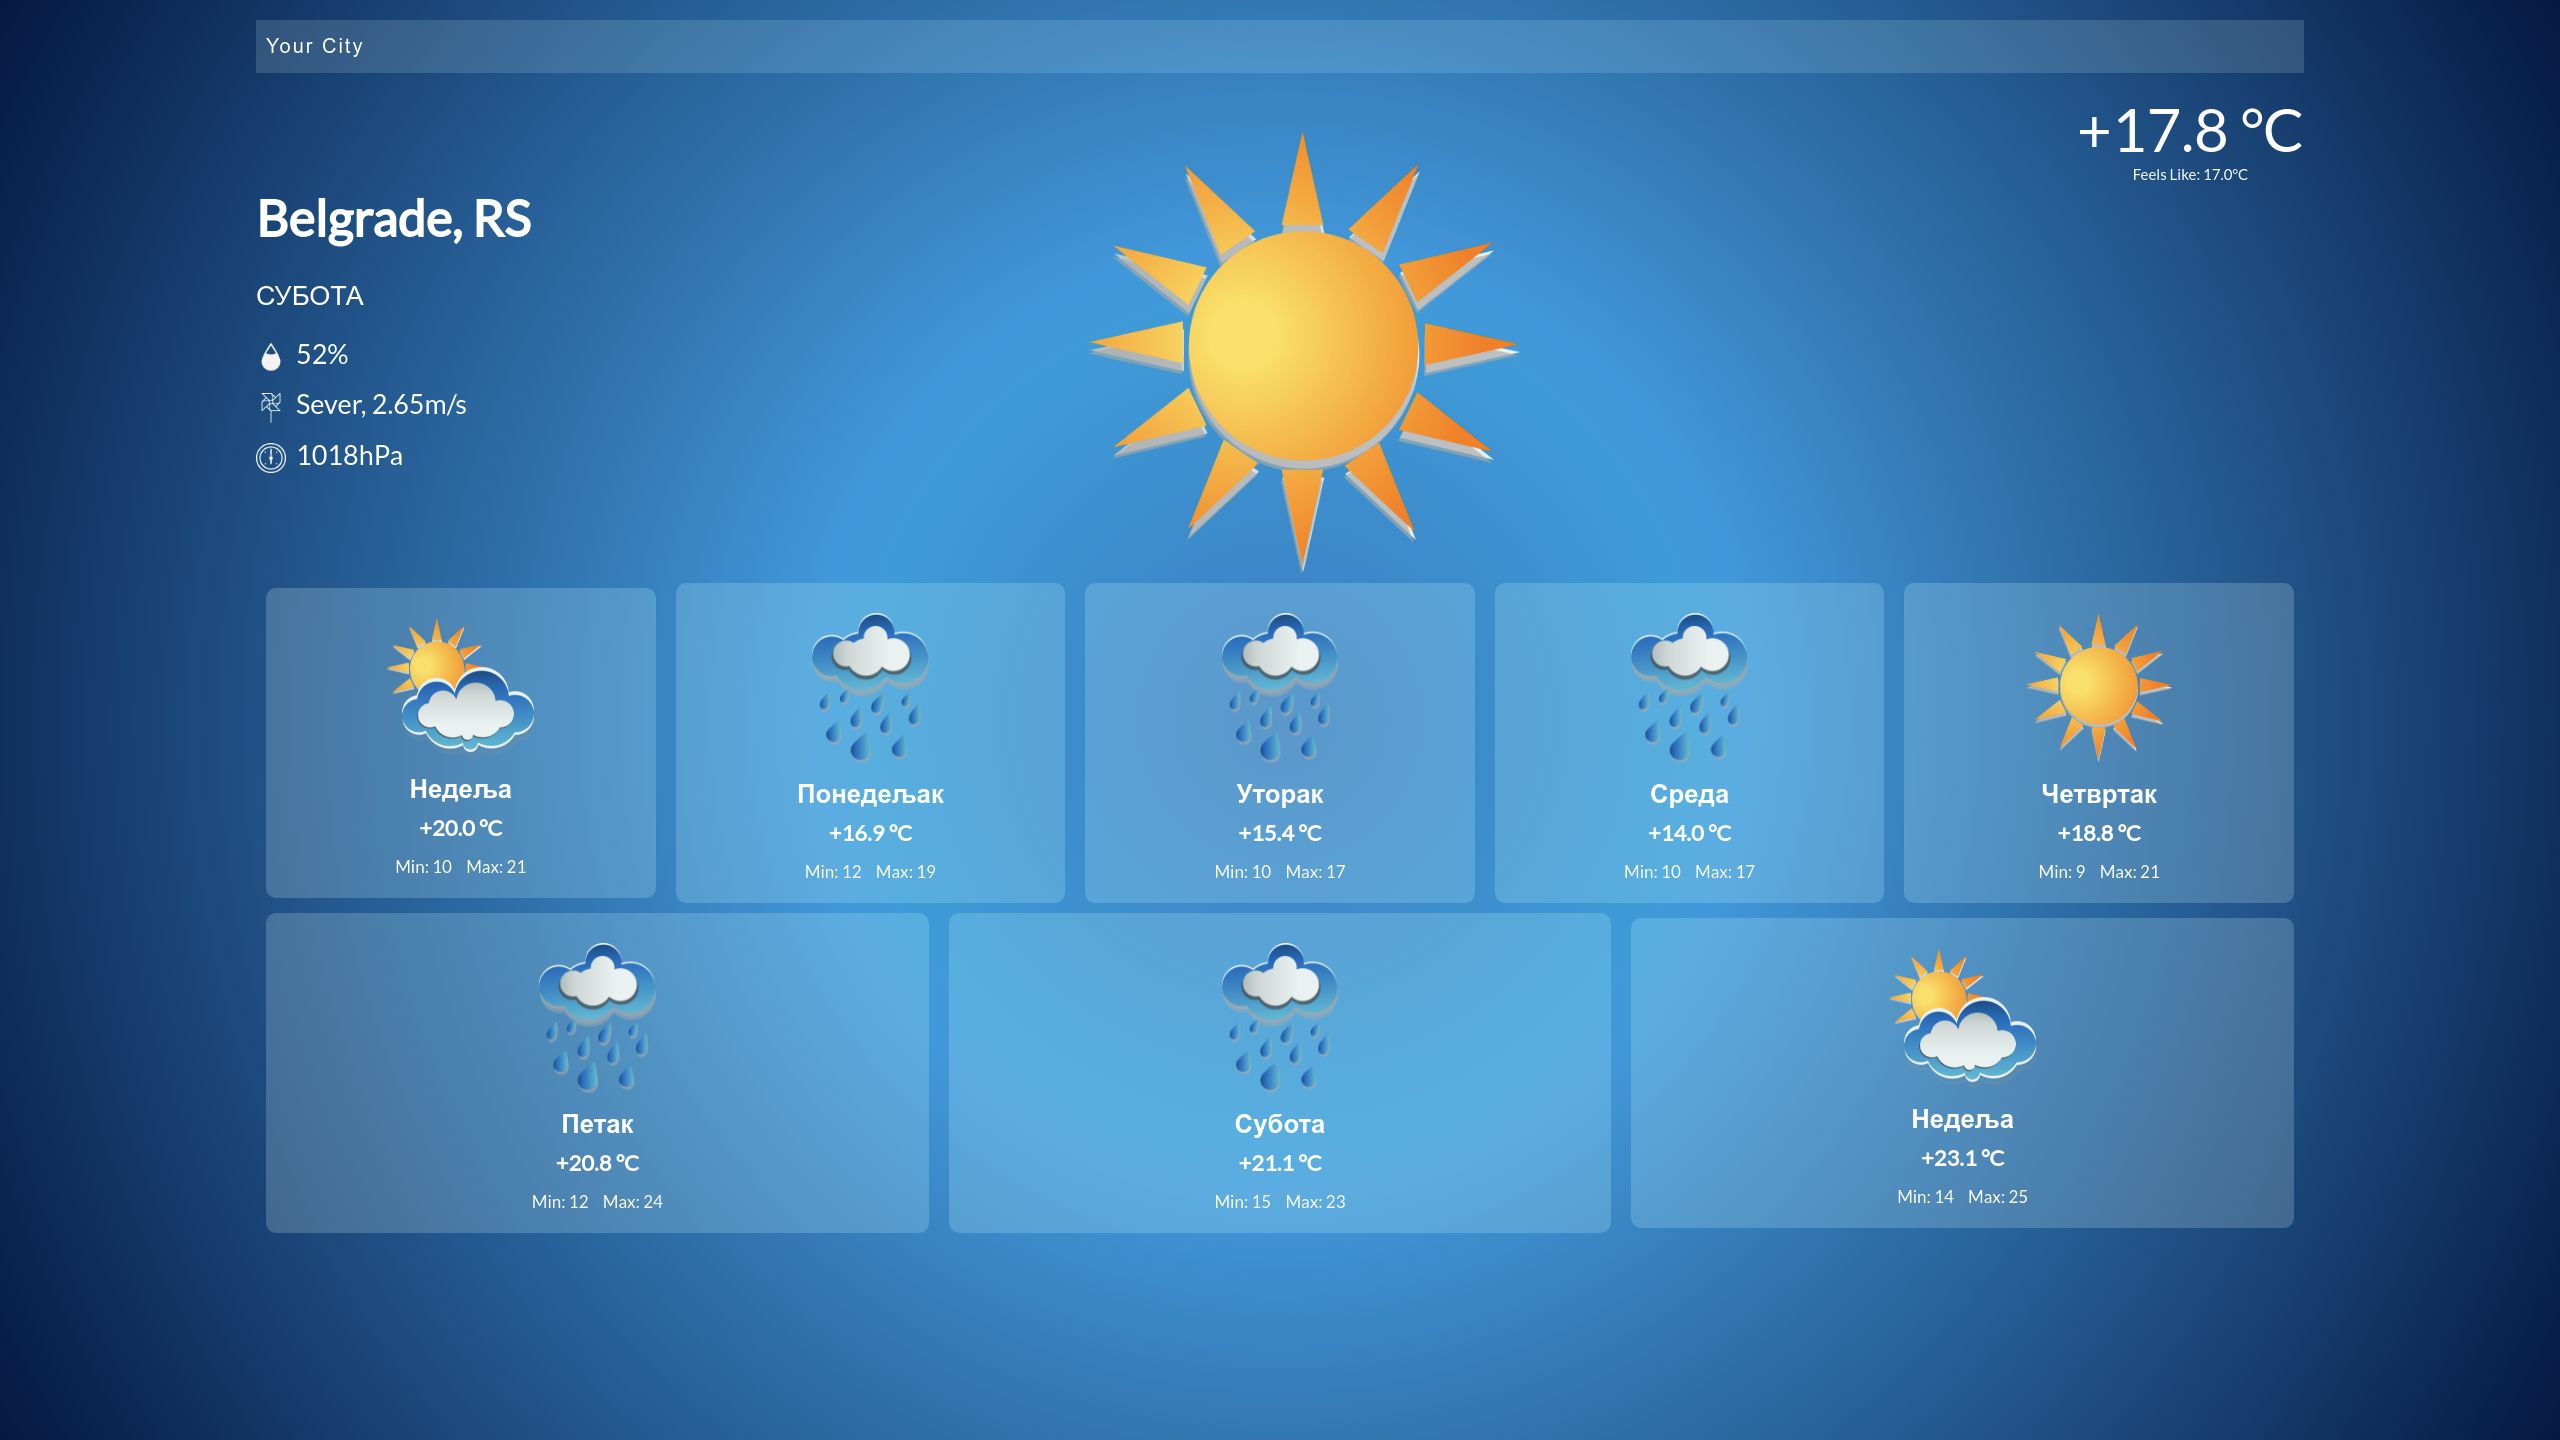 Your City
+17.8 °C
Feels Like: 17.0°C
Belgrade, RS
СУБОТА
52%
Sever, 2.65m/s
1018hPa
Недеља
+20.0 °C
Min: 10 Max: 21
Понедељак
+16.9 °C
Min: 12 Max: 19
Уторак
+15.4 °C
Min: 10 Max: 17
Среда
+14.0 °C
Min: 10 Max: 17
Четвртак
+18.8 °C
Min: 9 Max: 21
Петак
+20.8 °C
Min: 12 Max: 24
Субота
+21.1 °C
Min: 15 Max: 23
Недеља
+23.1 °C
Min: 14 Max: 25